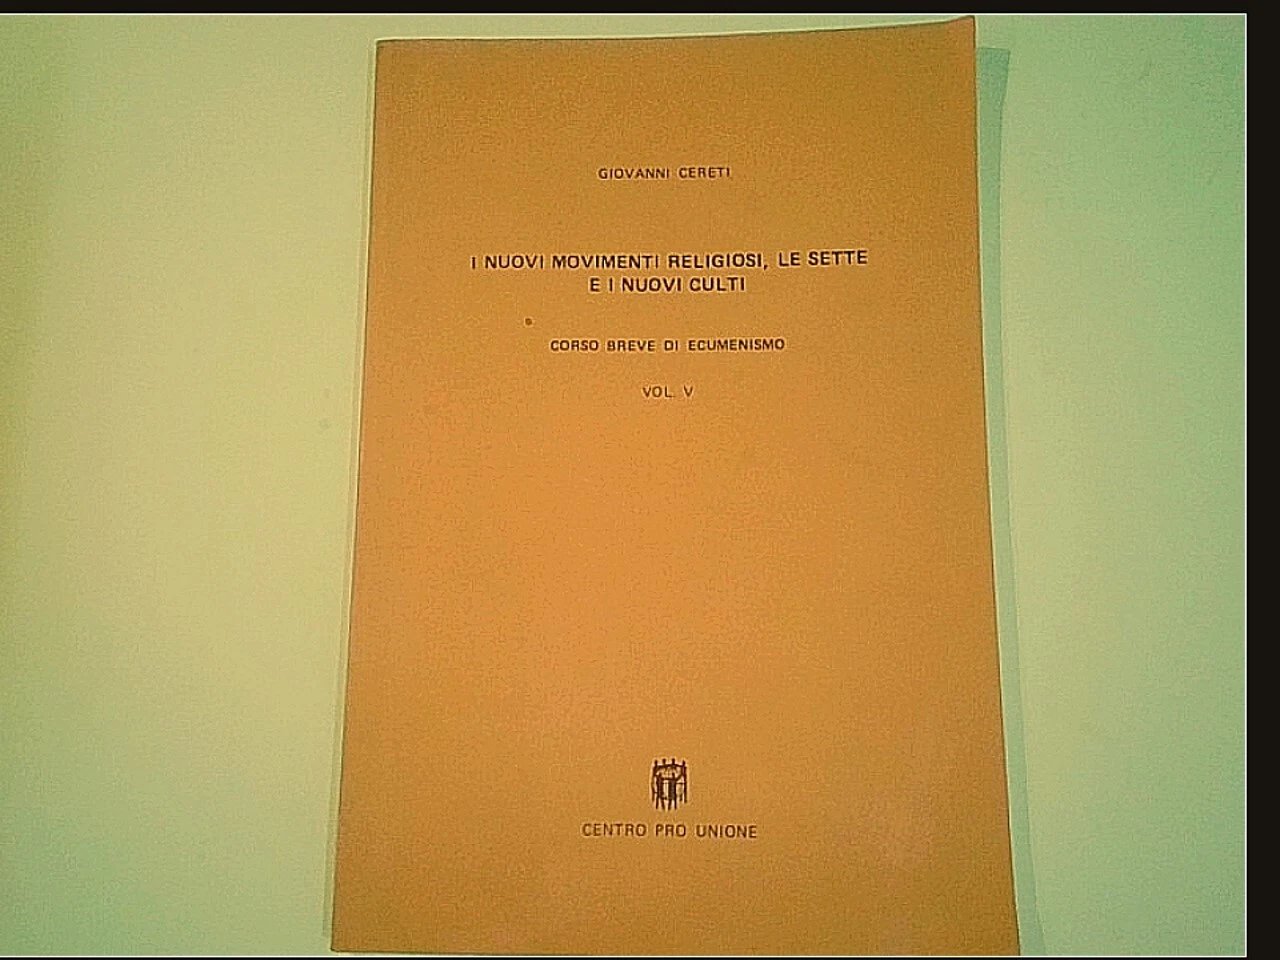 GIOVANNI CERETI
I NUOVI MOVIMENTI RELIGIOSI, LE SETTE
E I NUOVI CULTI
CORSO BREVE DI ECUMENISMO
VOL. V
CENTRO PRO UNIONE